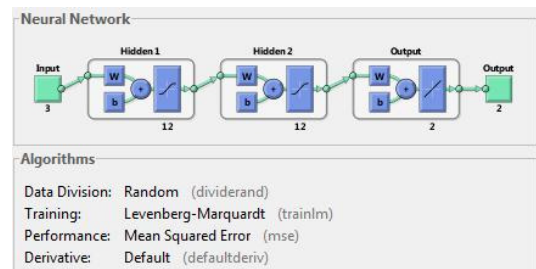 Neural Network
Hidden 1 Hidden 2 Output
Input Output
W W W
+ + +
b b b
3 12 12 2 2
Algorithms
Data Division: Random (dividerand)
Training: Levenberg-Marquardt (trainlm)
Performance: Mean Squared Error (mse)
Derivative: Default (defaultderiv)